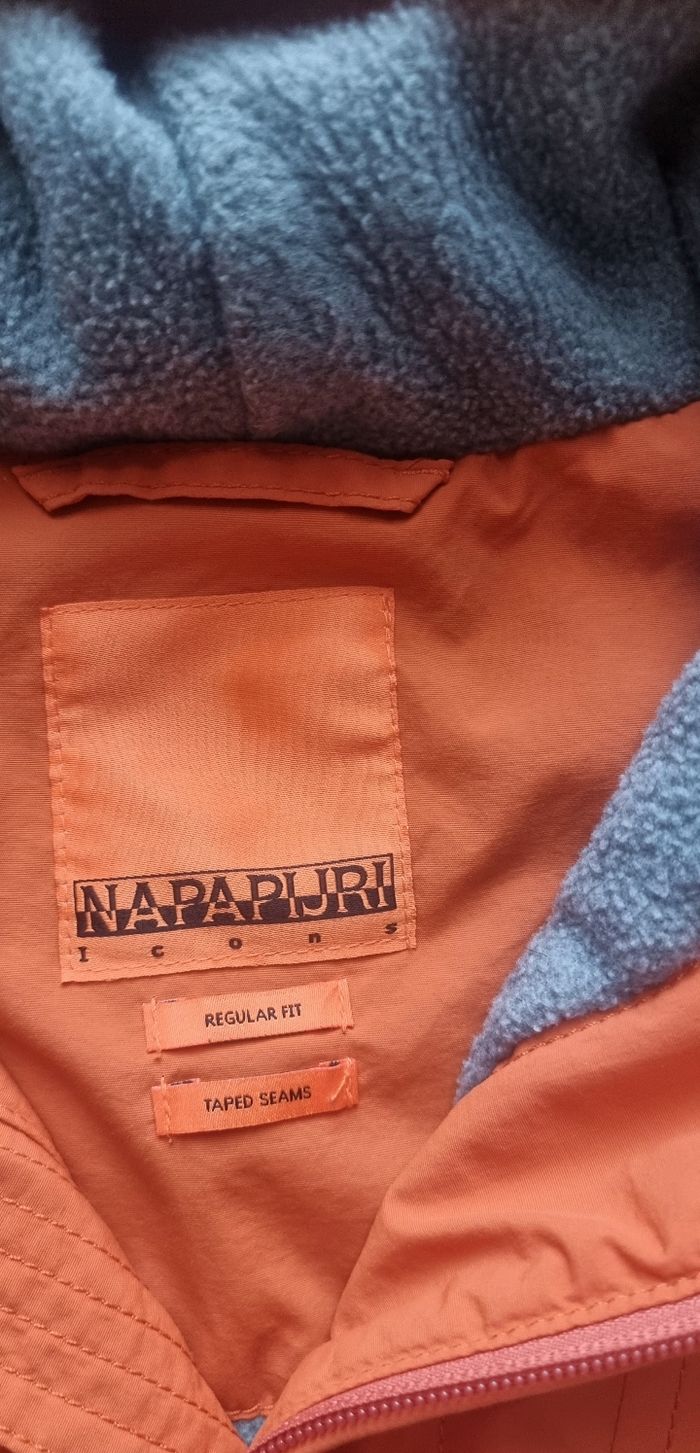 NAPAPIJRI
Icons
REGULAR FIT
TAPED SEAMS